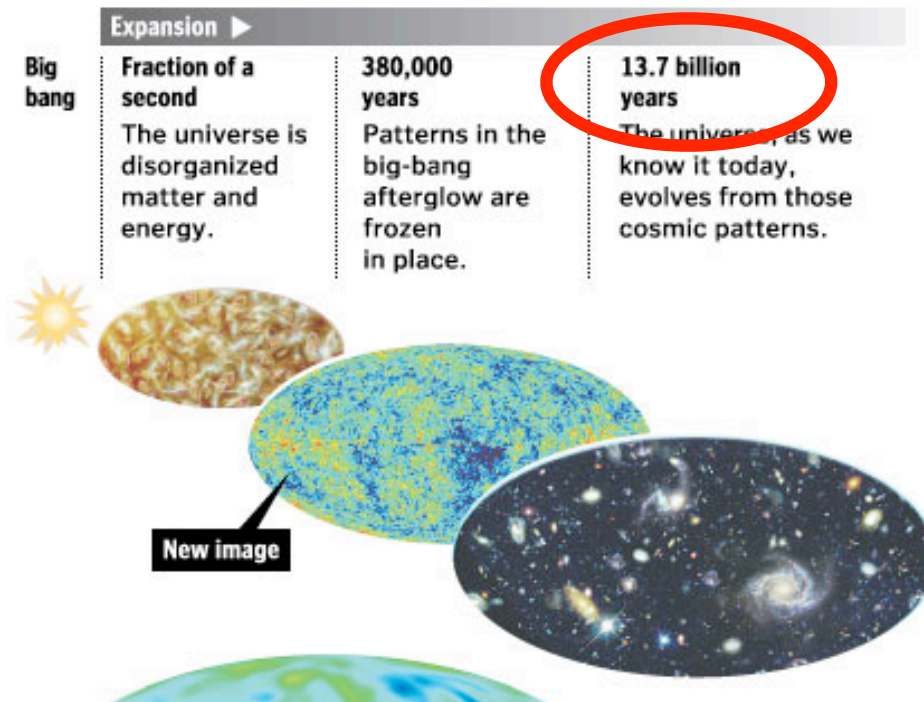 Expansion
Big
bang
Fraction of a
second
The universe is
disorganized
matter and
energy.
380,000
years
Patterns in the
big-bang
afterglow are
frozen
in place.
13.7 billion
years
The universe, as we
know it today,
evolves from those
cosmic patterns.
New image